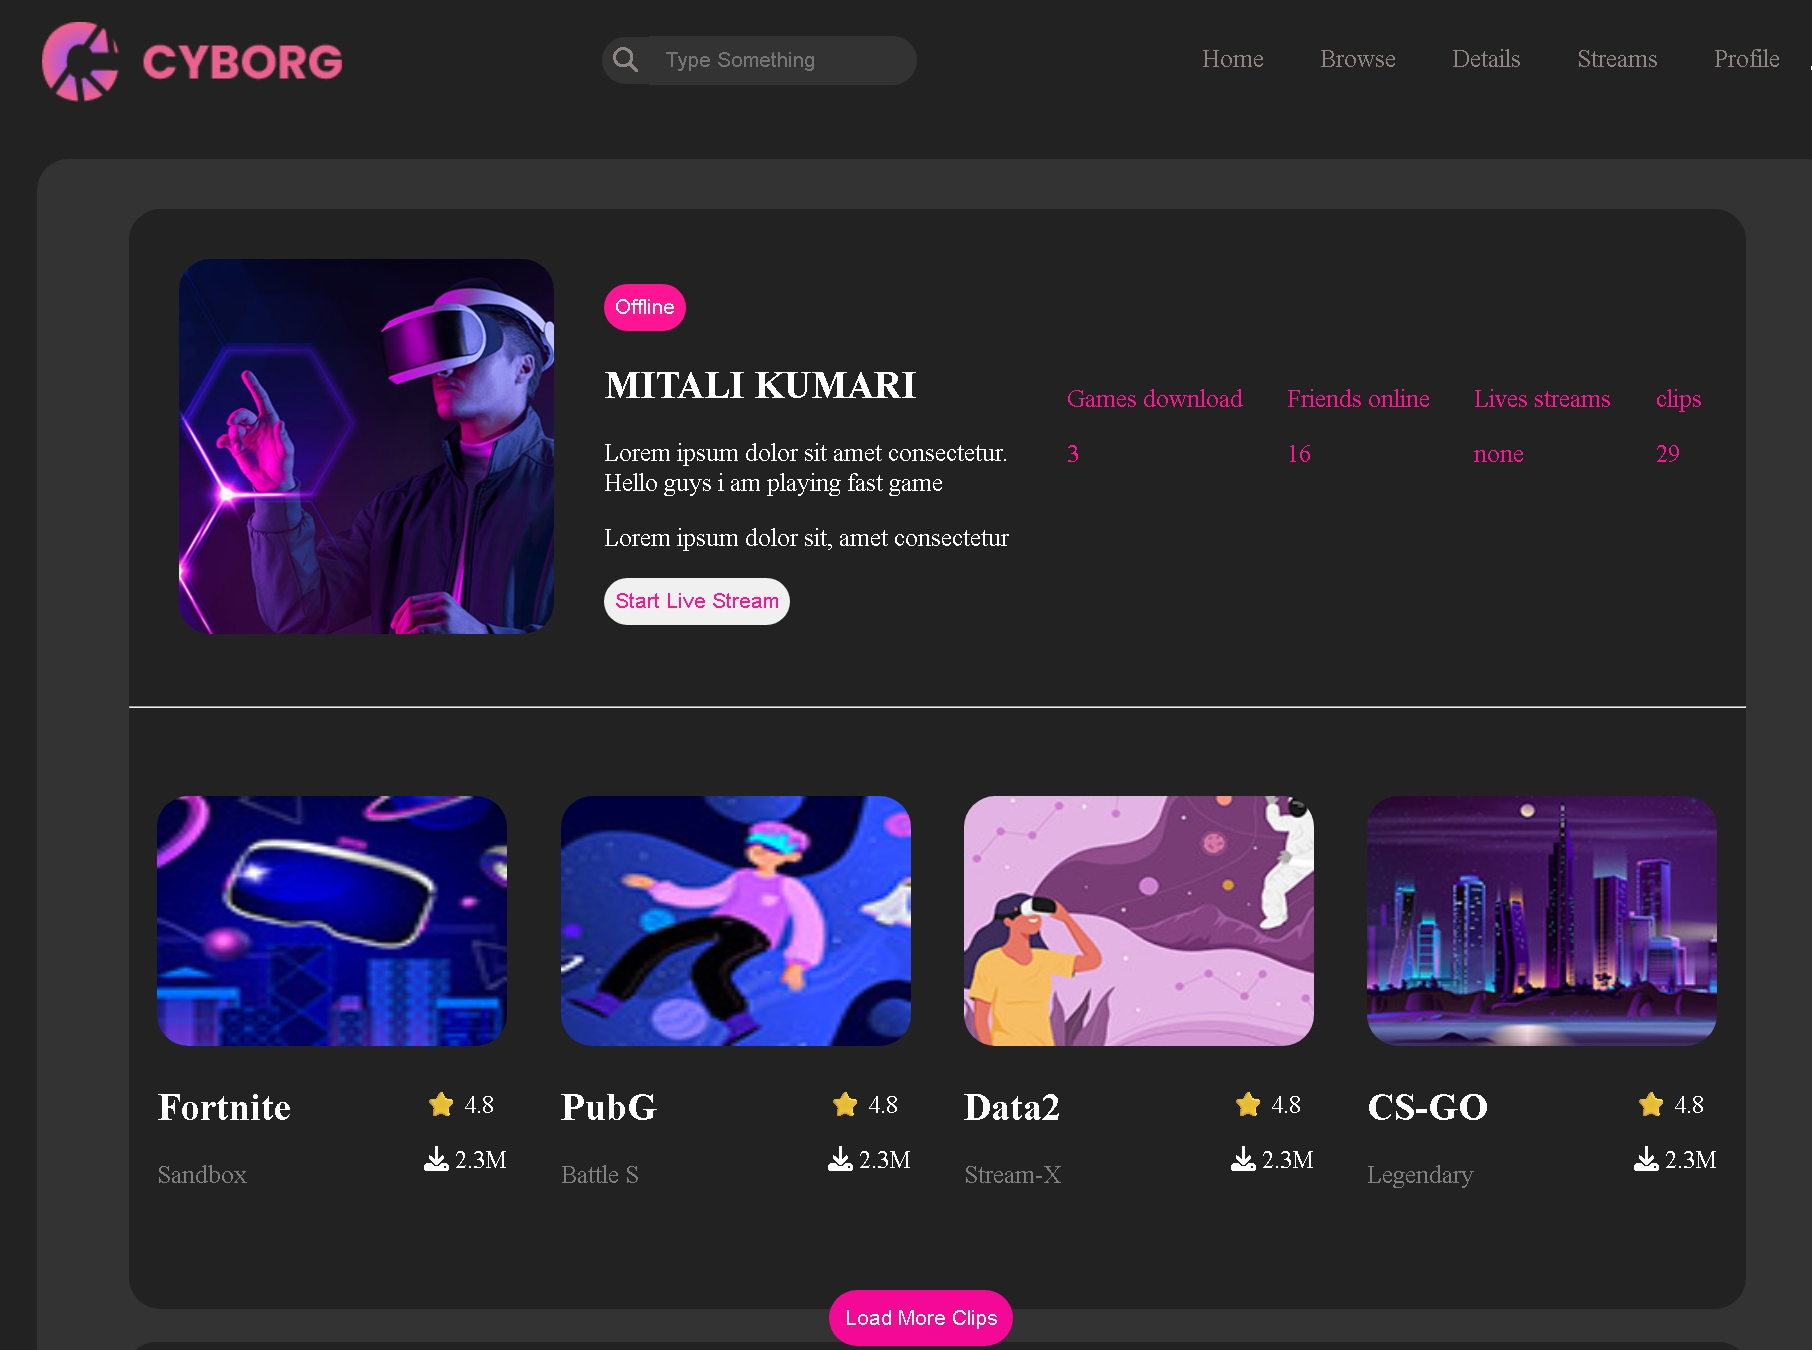 CYBORG
Type Something
Home Browse Details Streams Profile
Offline
MITALI KUMARI
Lorem ipsum dolor sit amet consectetur.
Hello guys i am playing fast game
Lorem ipsum dolor sit, amet consectetur
Start Live Stream
Games download Friends online Lives streams clips
3 16 none 29
Fortnite 4.8
Sandbox 2.3M
PubG 4.8
Battle S 2.3M
Data2 4.8
Stream-X 2.3M
CS-GO 4.8
Legendary 2.3M
Load More Clips